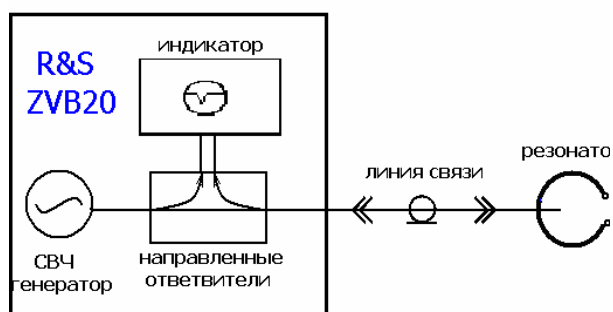 индикатор
R&S
ZVB20
линия связи
резонато
СВЧ
генератор
направленные
ответвители